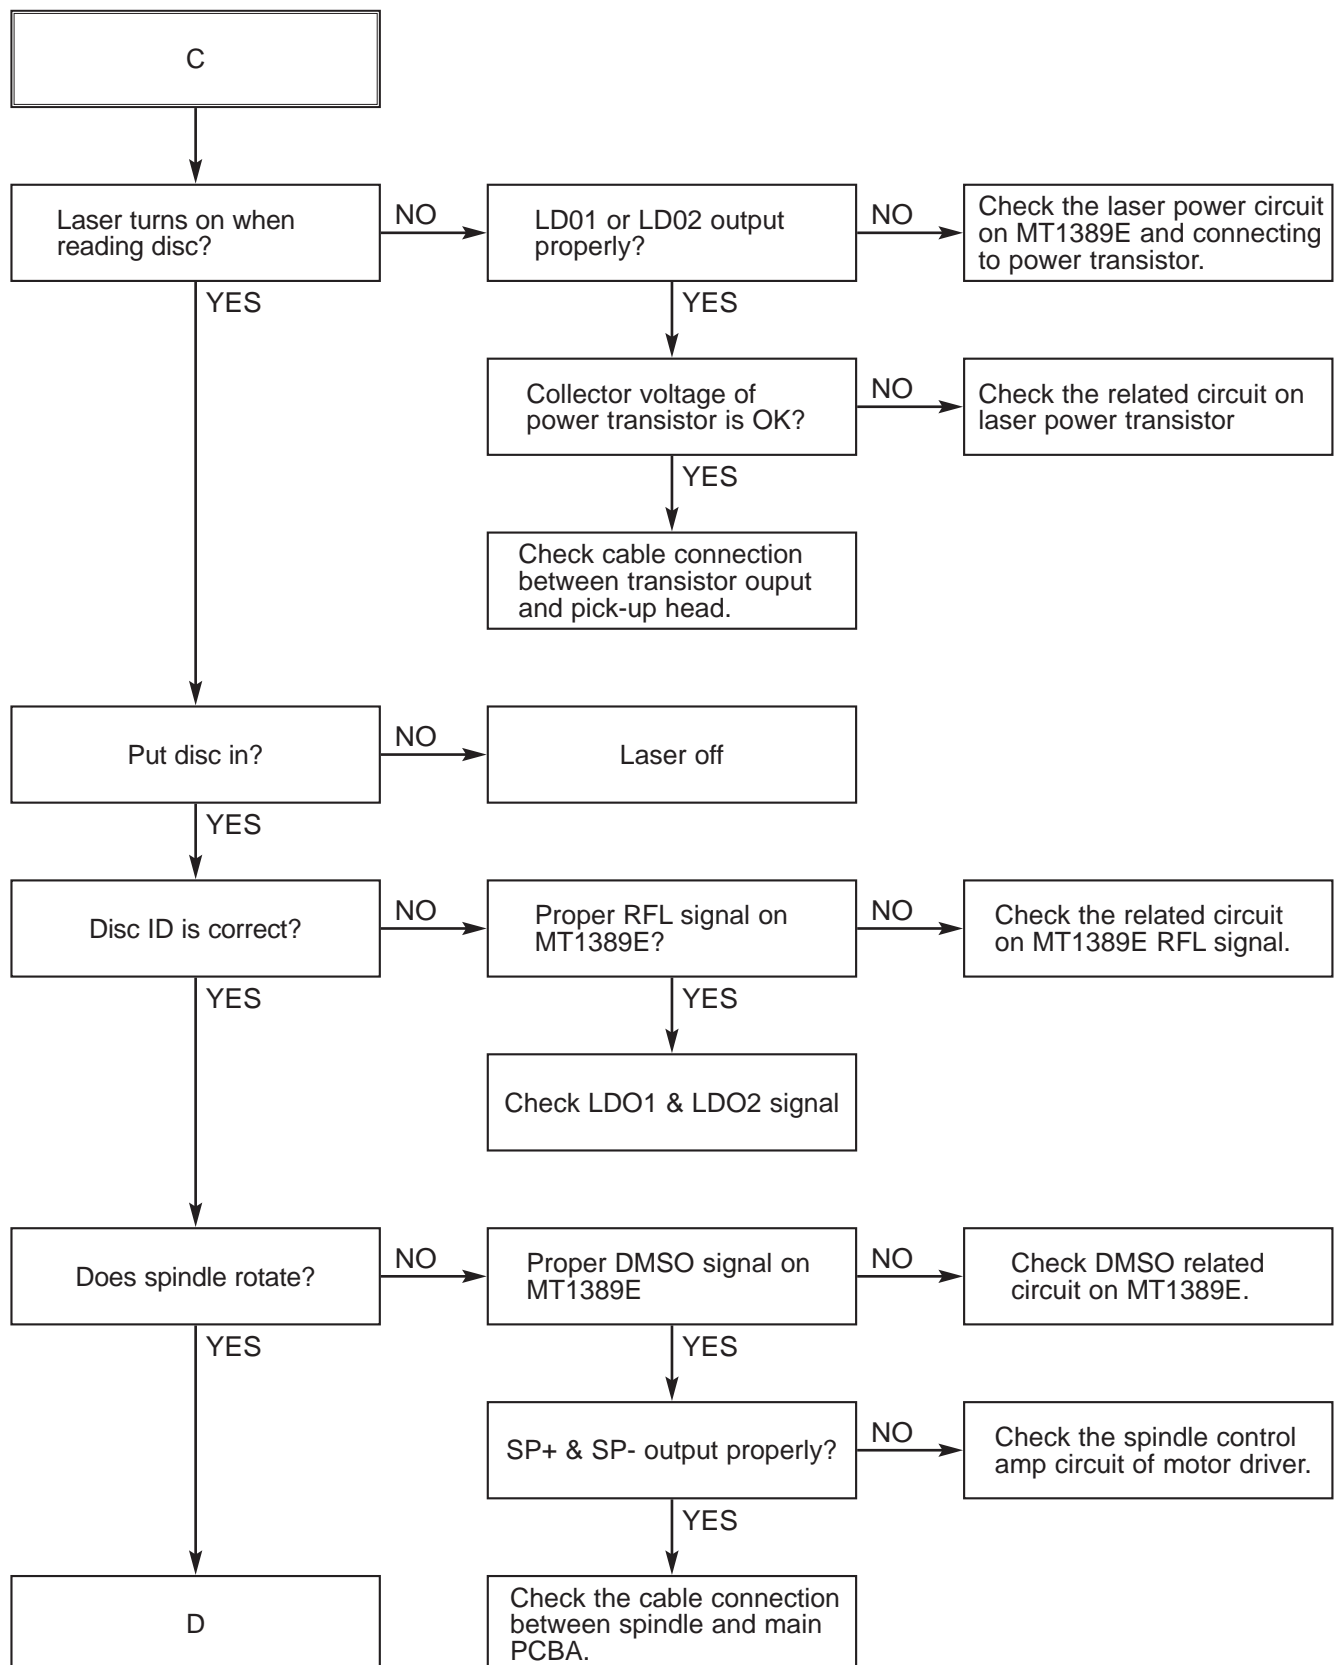 C
Laser turns on when
reading disc?
NO
LD01 or LD02 output
properly?
NO
Check the laser power circuit
on MT1389E and connecting
to power transistor.
YES
YES
Collector voltage of
power transistor is OK?
NO
Check the related circuit on
laser power transistor
YES
Check cable connection
between transistor ouput
and pick-up head.
Put disc in?
NO
Laser off
YES
Disc ID is correct?
NO
Proper RFL signal on
MT1389E?
NO
Check the related circuit
on MT1389E RFL signal.
YES
YES
Check LDO1 & LDO2 signal
Does spindle rotate?
NO
Proper DMSO signal on
MT1389E
NO
Check DMSO related
circuit on MT1389E.
YES
YES
SP+ & SP- output properly?
NO
Check the spindle control
amp circuit of motor driver.
YES
D
Check the cable connection
between spindle and main
PCBA.